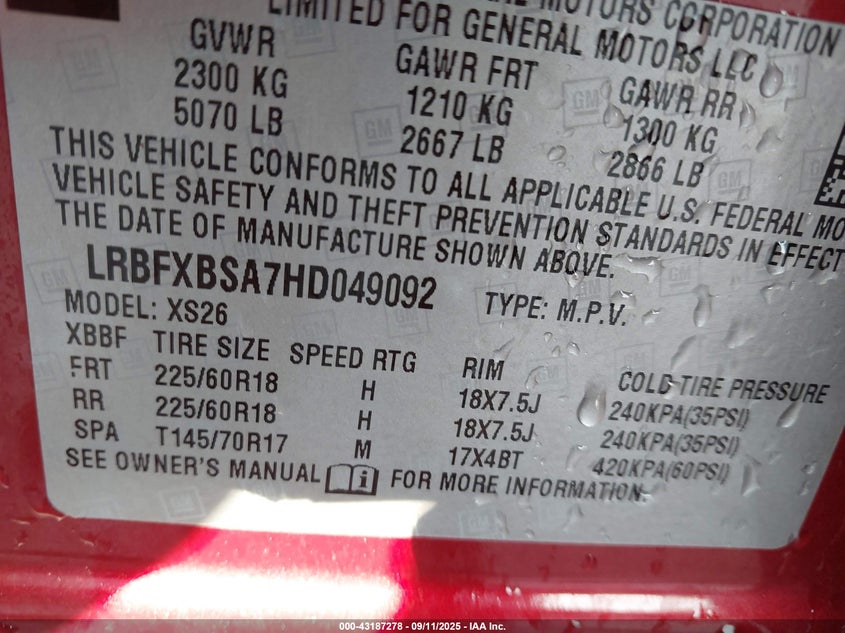 MOTORS CORPORATION
LIMITED FOR GENERAL MOTORS LLC
GVWR GAWR FRT GAWR RR
2300 KG 1210 KG 1300 KG
5070 LB 2667 LB 2866 LB
THIS VEHICLE CONFORMS TO ALL APPLICABLE U.S. FEDERAL MO
VEHICLE SAFETY AND THEFT PREVENTION STANDARDS IN EFFECT
THE DATE OF MANUFACTURE SHOWN ABOVE.
LRBFXBSA7HD049092 TYPE: M.P.V.
MODEL: XS26
XBBF TIRE SIZE SPEED RTG RIM COLD TIRE PRESSURE
FRT 225/60R18 H 18X7.5J 240KPA(35PSI)
RR 225/60R18 H 18X7.5J 240KPA(35PSI)
SPA T145/70R17 M 17X4BT 420KPA(60PSI)
SEE OWNER'S MANUAL i FOR MORE INFORMATION.
000-43187278 - 09/11/2025 - IAA Inc.